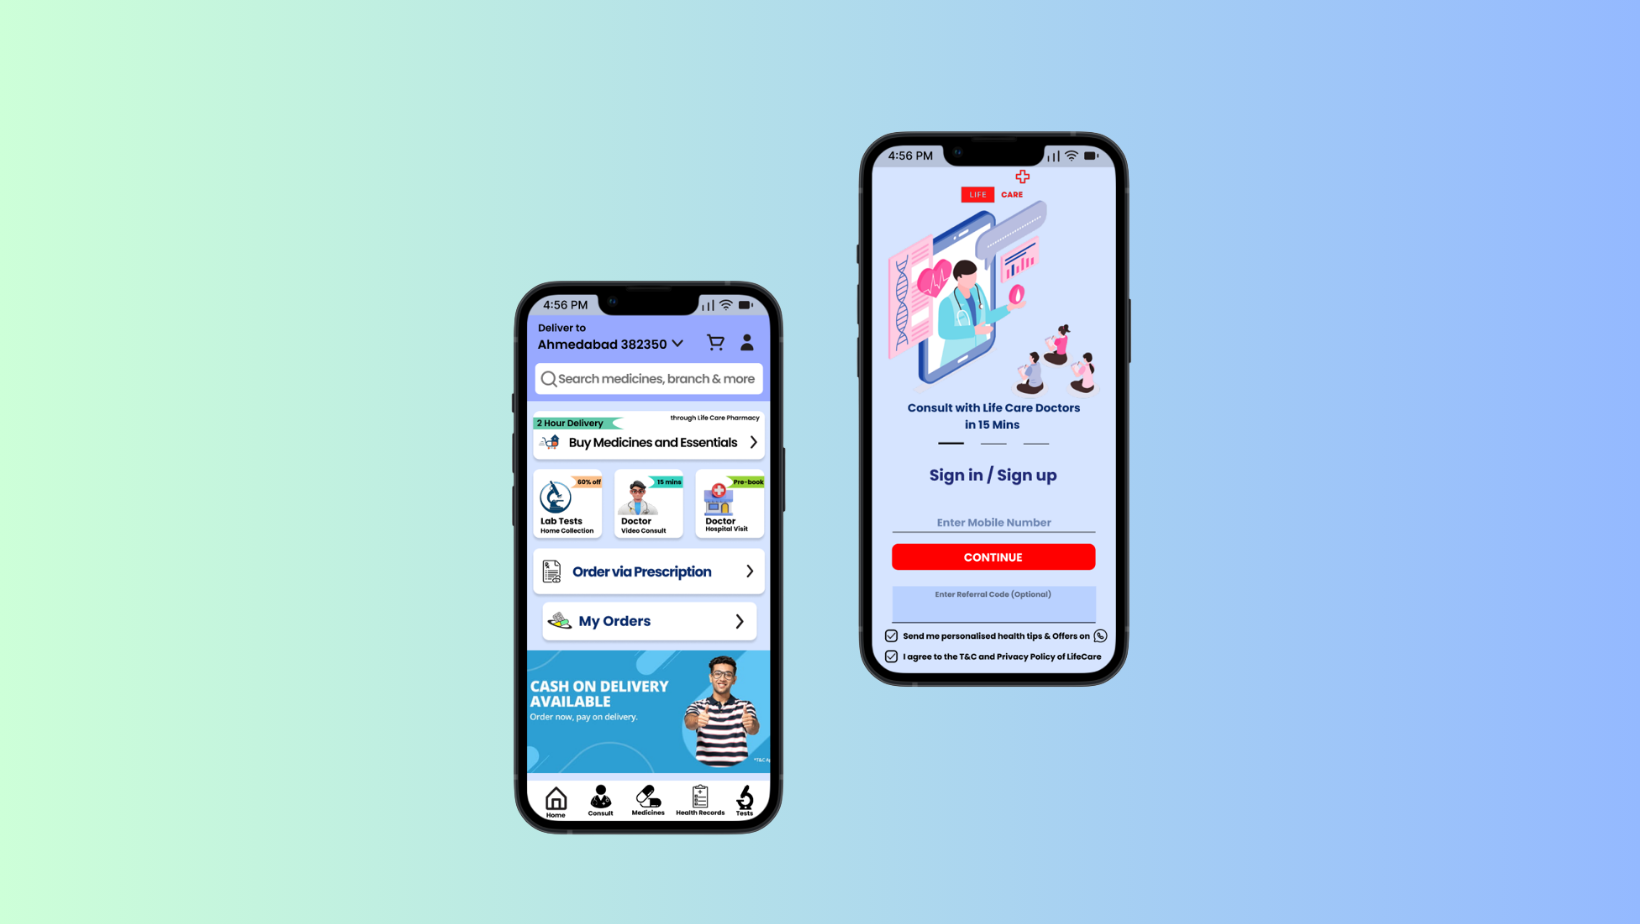 4:56 PM
Deliver to
Ahmedabad 382350
Search medicines, branch & more
through Life Care Pharmacy
2 Hour Delivery
Buy Medicines and Essentials
60% off
Lab Tests
Home Collection
15 mins
Doctor
Video Consult
Pre-book
Doctor
Hospital Visit
Order via Prescription
My Orders
CASH ON DELIVERY
AVAILABLE
Order now, pay on delivery.
Home
Consult
Medicines
Health Records
Tests
4:56 PM
LIFE CARE
Consult with Life Care Doctors
in 15 Mins
Sign in / Sign up
Enter Mobile Number
CONTINUE
Enter Referral Code (Optional)
Send me personalised health tips & Offers on
I agree to the T&C and Privacy Policy of LifeCare